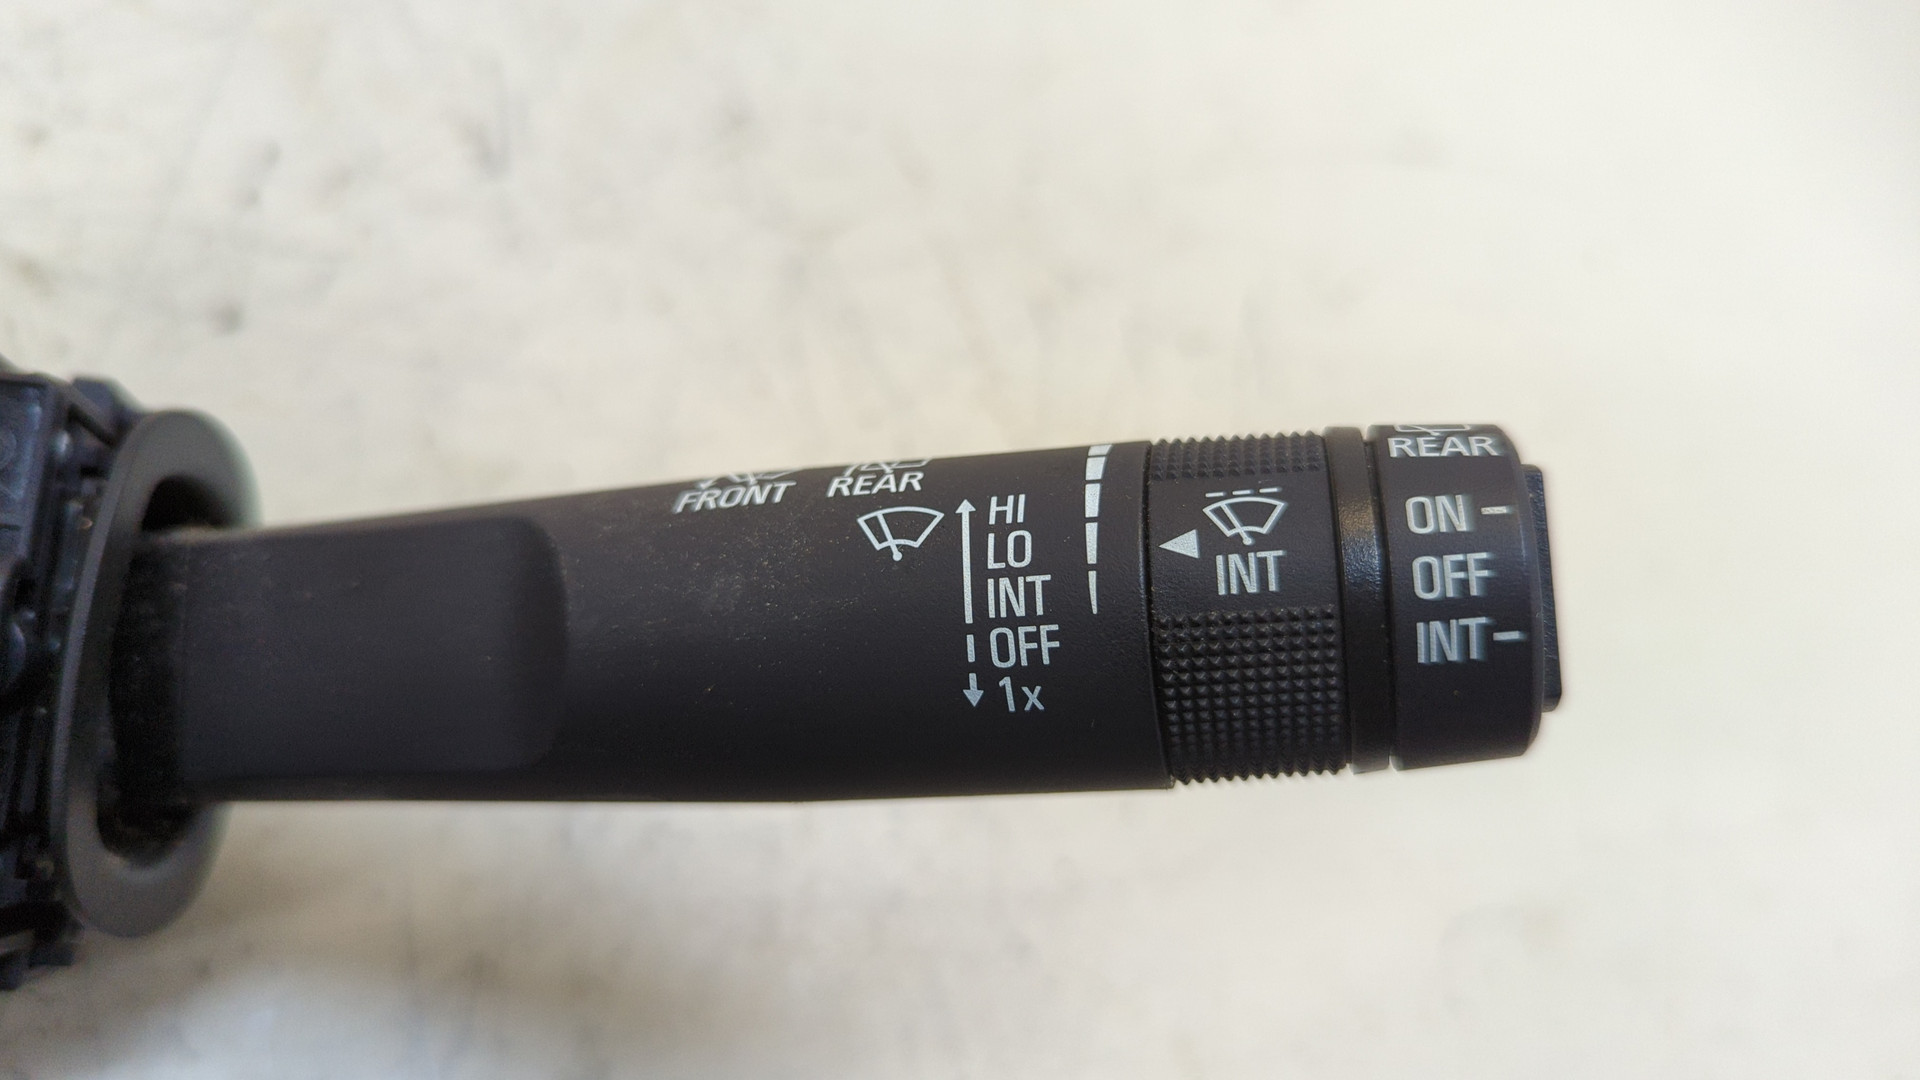 FRONT
REAR
HI
LO
INT
OFF
1x
INT
REAR
ON
OFF
INT